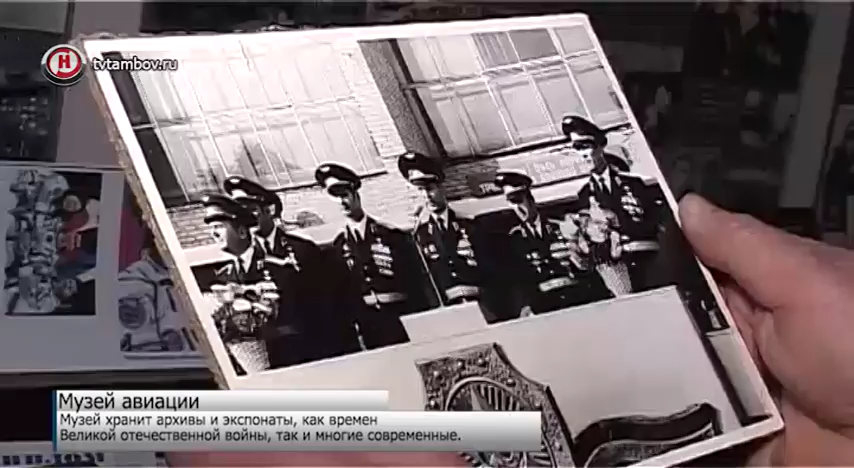 Н
tvtambov.ru
Музей авиации
Музей хранит архивы и экспонаты, как времен
Великой отечественной войны, так и многие современные.